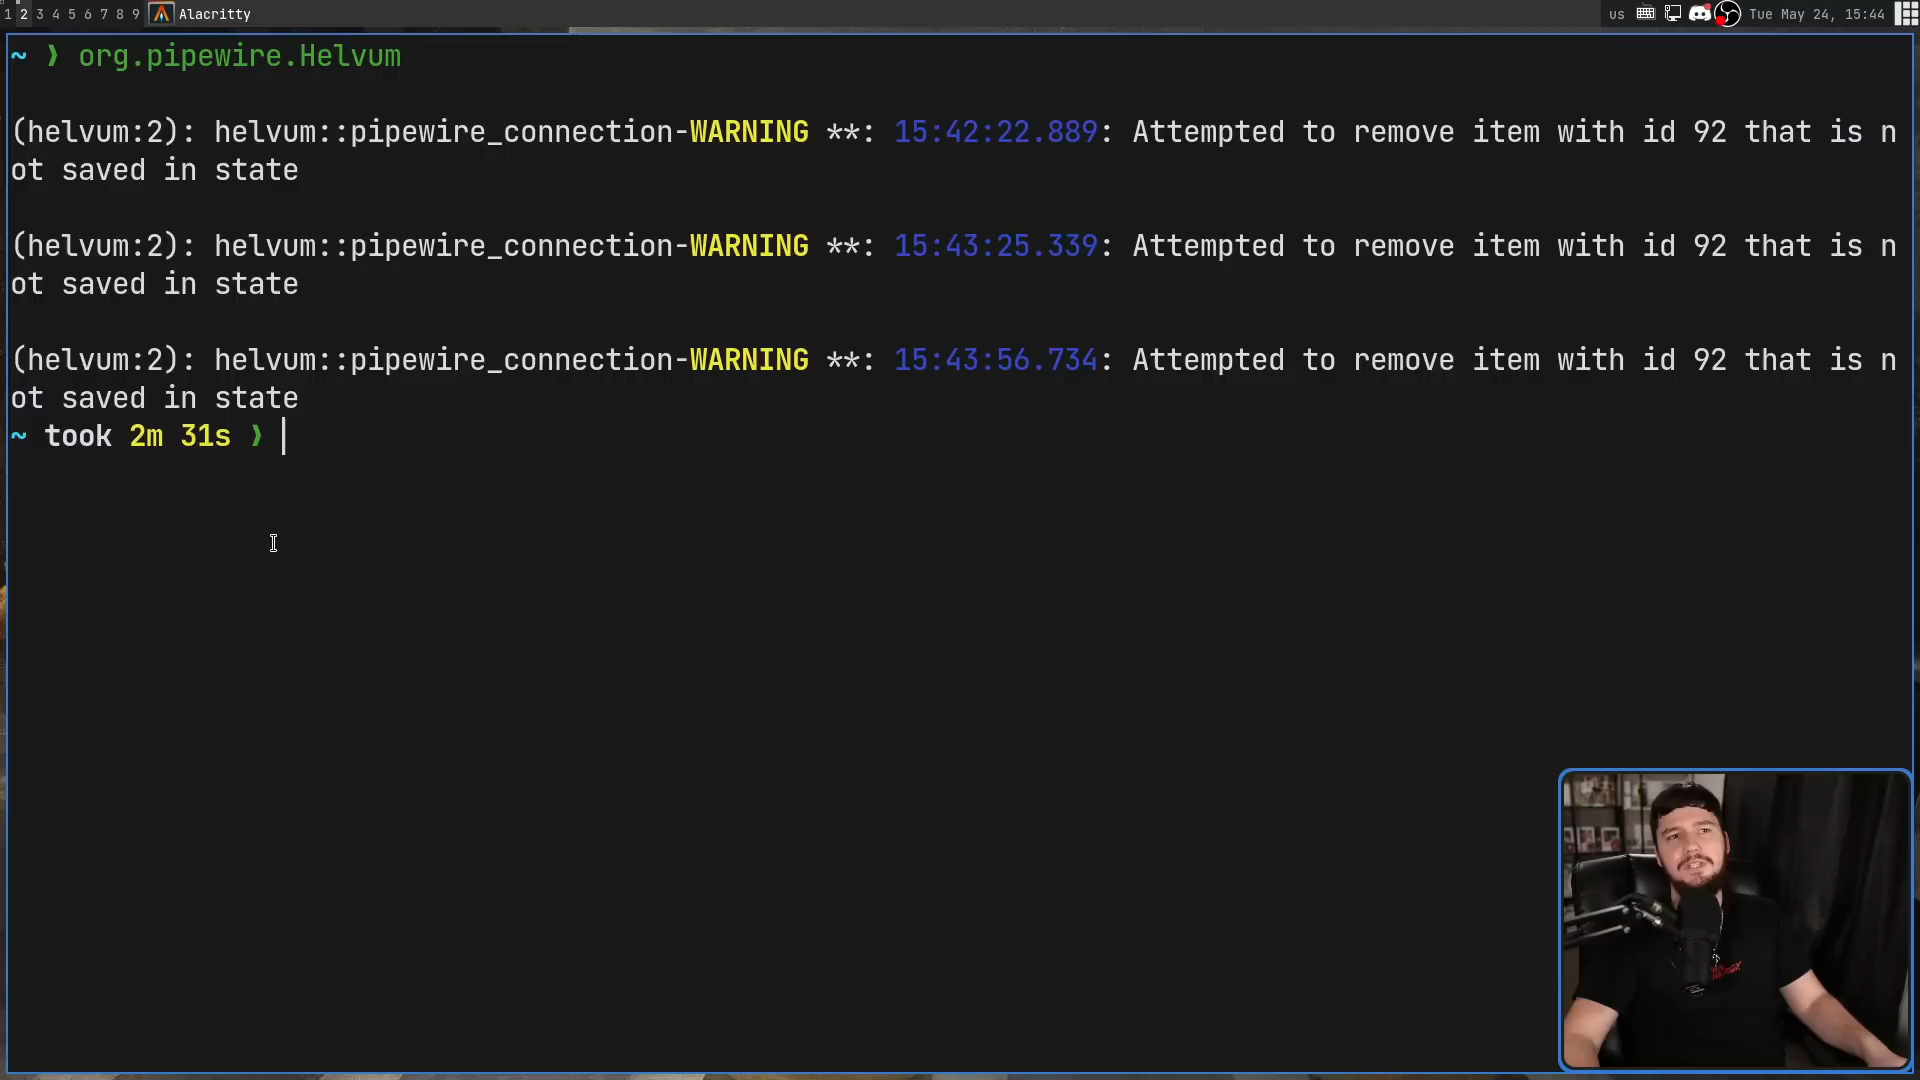 1 2 3 4 5 6 7 8 9 Alacritty us Tue May 24, 15:44
~ ❯ org.pipewire.Helvum
(helvum:2): helvum::pipewire_connection-WARNING **: 15:42:22.889: Attempted to remove item with id 92 that is n
ot saved in state
(helvum:2): helvum::pipewire_connection-WARNING **: 15:43:25.339: Attempted to remove item with id 92 that is n
ot saved in state
(helvum:2): helvum::pipewire_connection-WARNING **: 15:43:56.734: Attempted to remove item with id 92 that is n
ot saved in state
~ took 2m 31s ❯